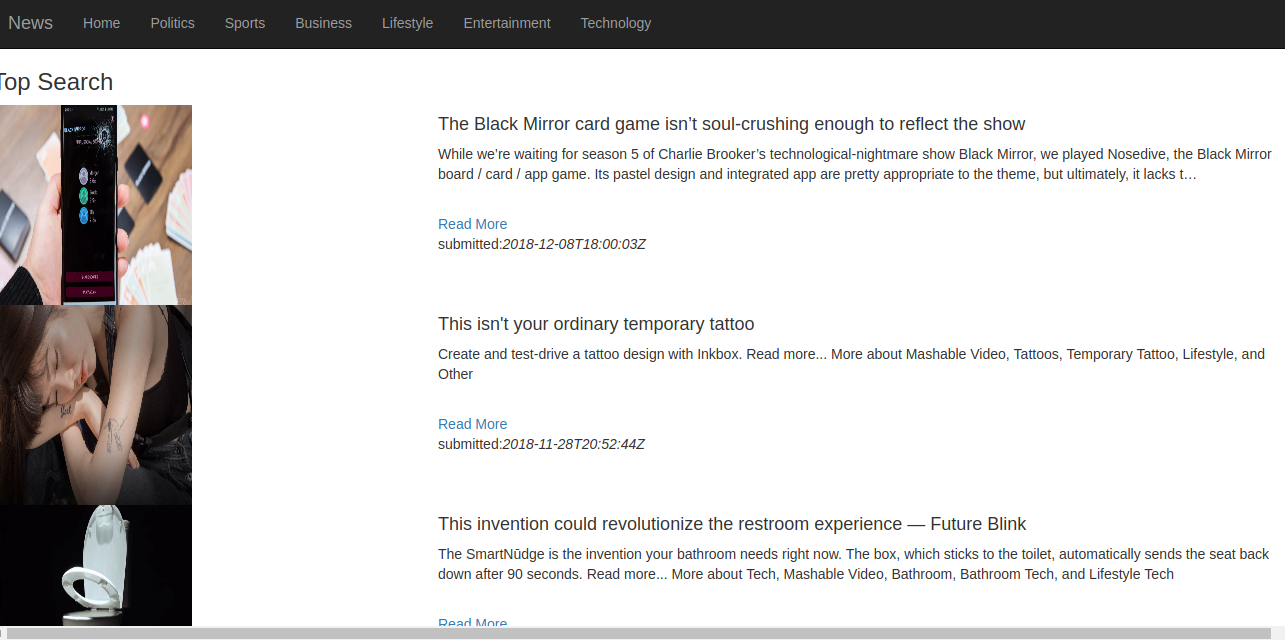 News Home Politics Sports Business Lifestyle Entertainment Technology
Top Search
The Black Mirror card game isn’t soul-crushing enough to reflect the show
While we’re waiting for season 5 of Charlie Brooker’s technological-nightmare show Black Mirror, we played Nosedive, the Black Mirror
board / card / app game. Its pastel design and integrated app are pretty appropriate to the theme, but ultimately, it lacks t…
Read More
submitted:2018-12-08T18:00:03Z
This isn't your ordinary temporary tattoo
Create and test-drive a tattoo design with Inkbox. Read more... More about Mashable Video, Tattoos, Temporary Tattoo, Lifestyle, and
Other
Read More
submitted:2018-11-28T20:52:44Z
This invention could revolutionize the restroom experience — Future Blink
The SmartNūdge is the invention your bathroom needs right now. The box, which sticks to the toilet, automatically sends the seat back
down after 90 seconds. Read more... More about Tech, Mashable Video, Bathroom, Bathroom Tech, and Lifestyle Tech
Read More